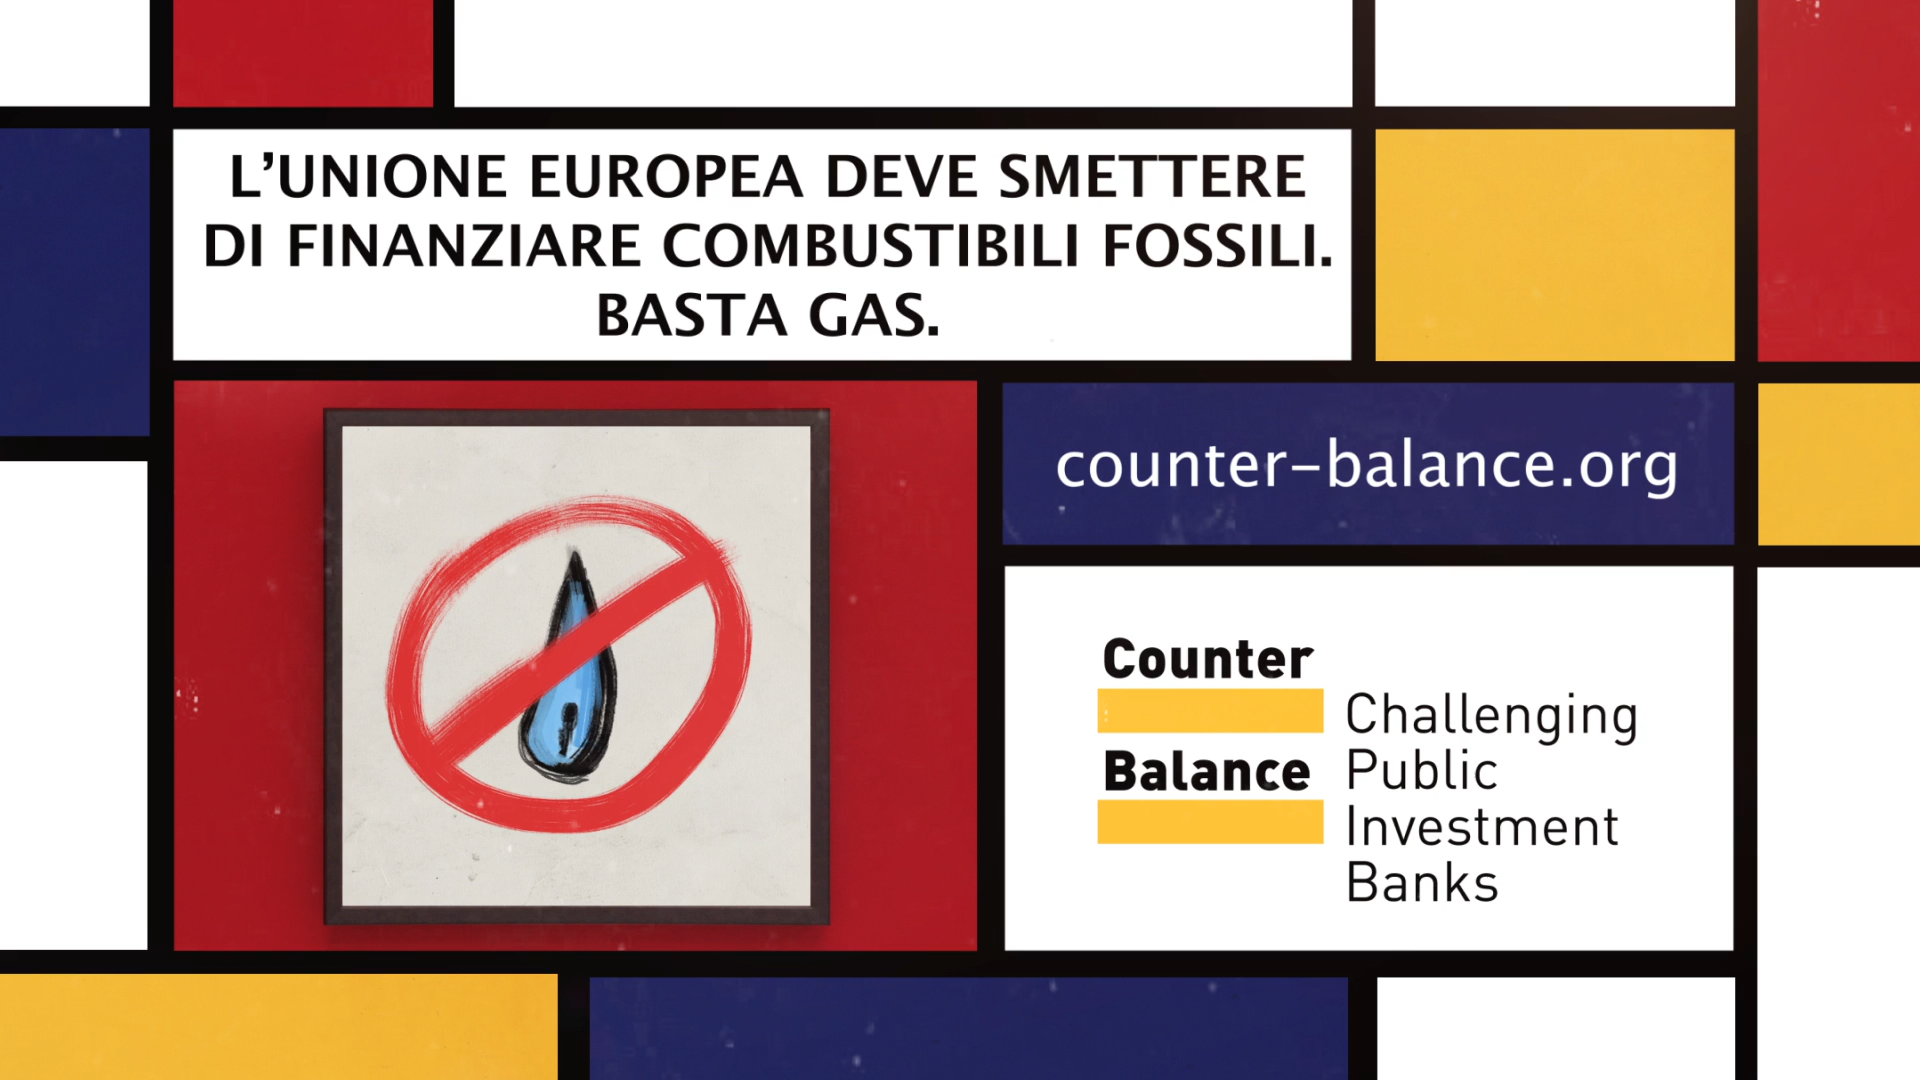 L’UNIONE EUROPEA DEVE SMETTERE
DI FINANZIARE COMBUSTIBILI FOSSILI.
BASTA GAS.
counter-balance.org
Counter
Balance
Challenging
Public
Investment
Banks